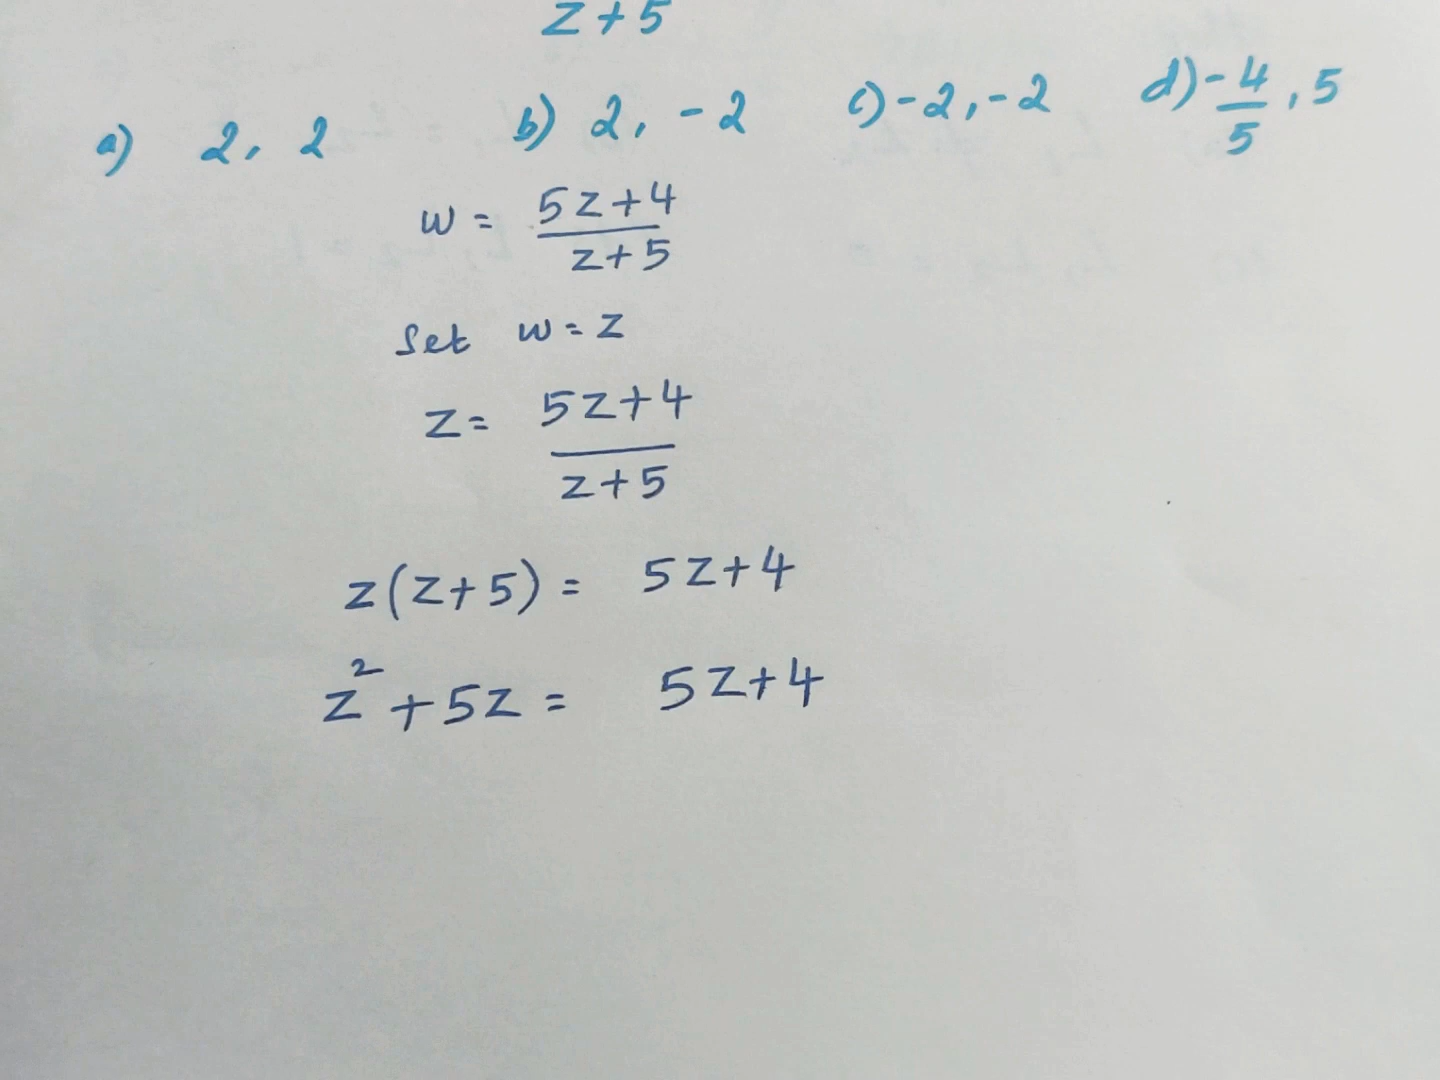 z+5
a) 2, 2 b) 2, -2 c) -2, -2 d) -4/5, 5
w = 5z+4
z+5
Set w = z
z = 5z+4
z+5
z(z+5) = 5z+4
z² + 5z = 5z+4